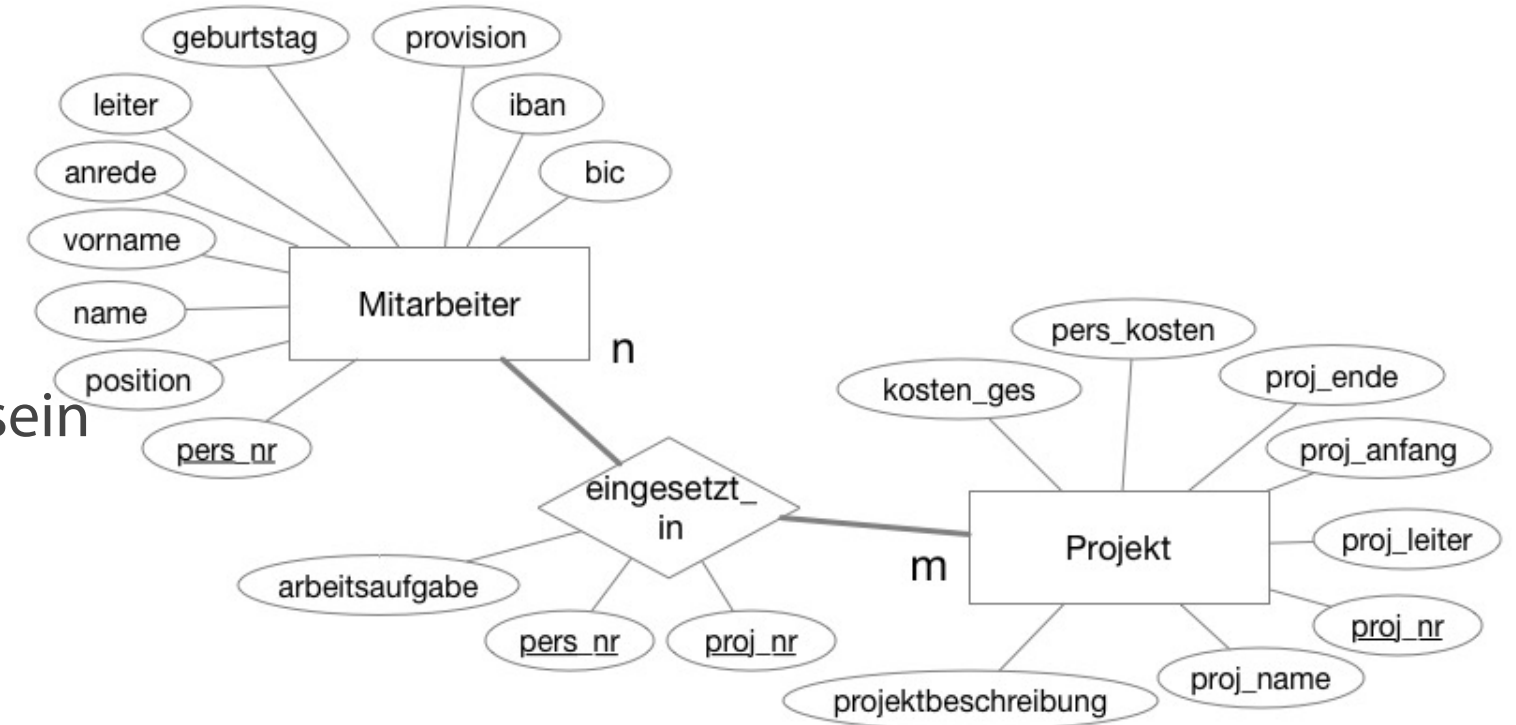 geburtstag
provision
leiter
iban
anrede
bic
vorname
name
Mitarbeiter
position
sein
pers_nr
n
eingesetzt_
in
arbeitsaufgabe
pers_nr
proj_nr
m
pers_kosten
kosten_ges
proj_ende
proj_anfang
Projekt
proj_leiter
proj_nr
proj_name
projektbeschreibung